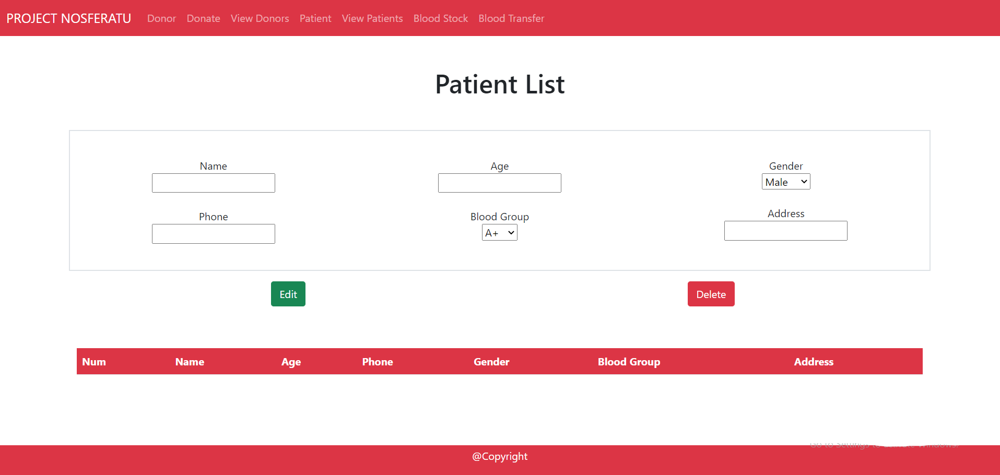 PROJECT NOSFERATU Donor Donate View Donors Patient View Patients Blood Stock Blood Transfer
Patient List
Name Age Gender
Male
Phone Blood Group Address
A+
Edit Delete
Num Name Age Phone Gender Blood Group Address
Go to Settings to activate Windows.
@Copyright